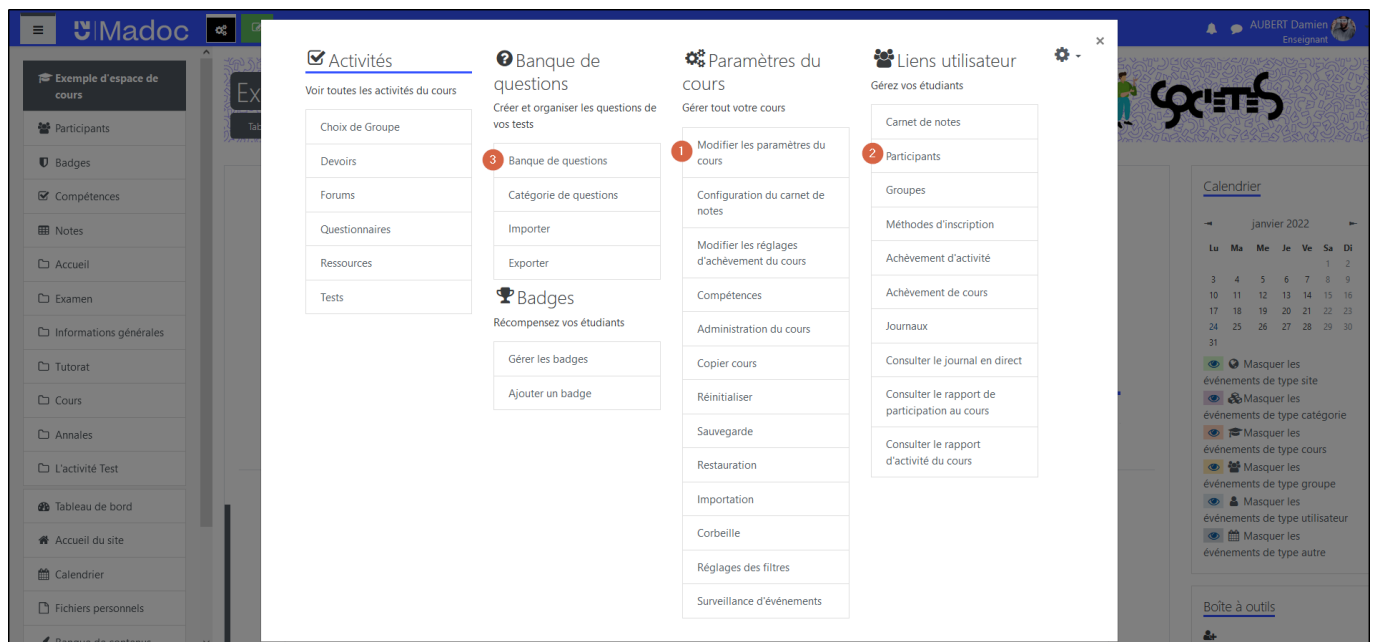 Madoc
AUBERT Damien
Enseignant
Exemple d'espace de
cours
Participants
Badges
Compétences
Notes
Accueil
Examen
Informations générales
Tutorat
Cours
Annales
L'activité Test
Tableau de bord
Accueil du site
Calendrier
Fichiers personnels
Banque de contenus
Ex
Tab
Activités
Voir toutes les activités du cours
Choix de Groupe
Devoirs
Forums
Questionnaires
Ressources
Tests
Banque de
questions
Créer et organiser les questions de
vos tests
3 Banque de questions
Catégorie de questions
Importer
Exporter
Badges
Récompensez vos étudiants
Gérer les badges
Ajouter un badge
Paramètres du
cours
Gérer tout votre cours
1 Modifier les paramètres du
cours
Configuration du carnet de
notes
Modifier les réglages
d'achèvement du cours
Compétences
Administration du cours
Copier cours
Réinitialiser
Sauvegarde
Restauration
Importation
Corbeille
Réglages des filtres
Surveillance d'événements
Liens utilisateur
Gérez vos étudiants
Carnet de notes
2 Participants
Groupes
Méthodes d'inscription
Achèvement d'activité
Achèvement de cours
Journaux
Consulter le journal en direct
Consulter le rapport de
participation au cours
Consulter le rapport
d'activité du cours
×
SOCIETES
Calendrier
janvier 2022
Lu Ma Me Je Ve Sa Di
1 2
3 4 5 6 7 8 9
10 11 12 13 14 15 16
17 18 19 20 21 22 23
24 25 26 27 28 29 30
31
Masquer les
événements de type site
Masquer les
événements de type catégorie
Masquer les
événements de type cours
Masquer les
événements de type groupe
Masquer les
événements de type utilisateur
Masquer les
événements de type autre
Boîte à outils